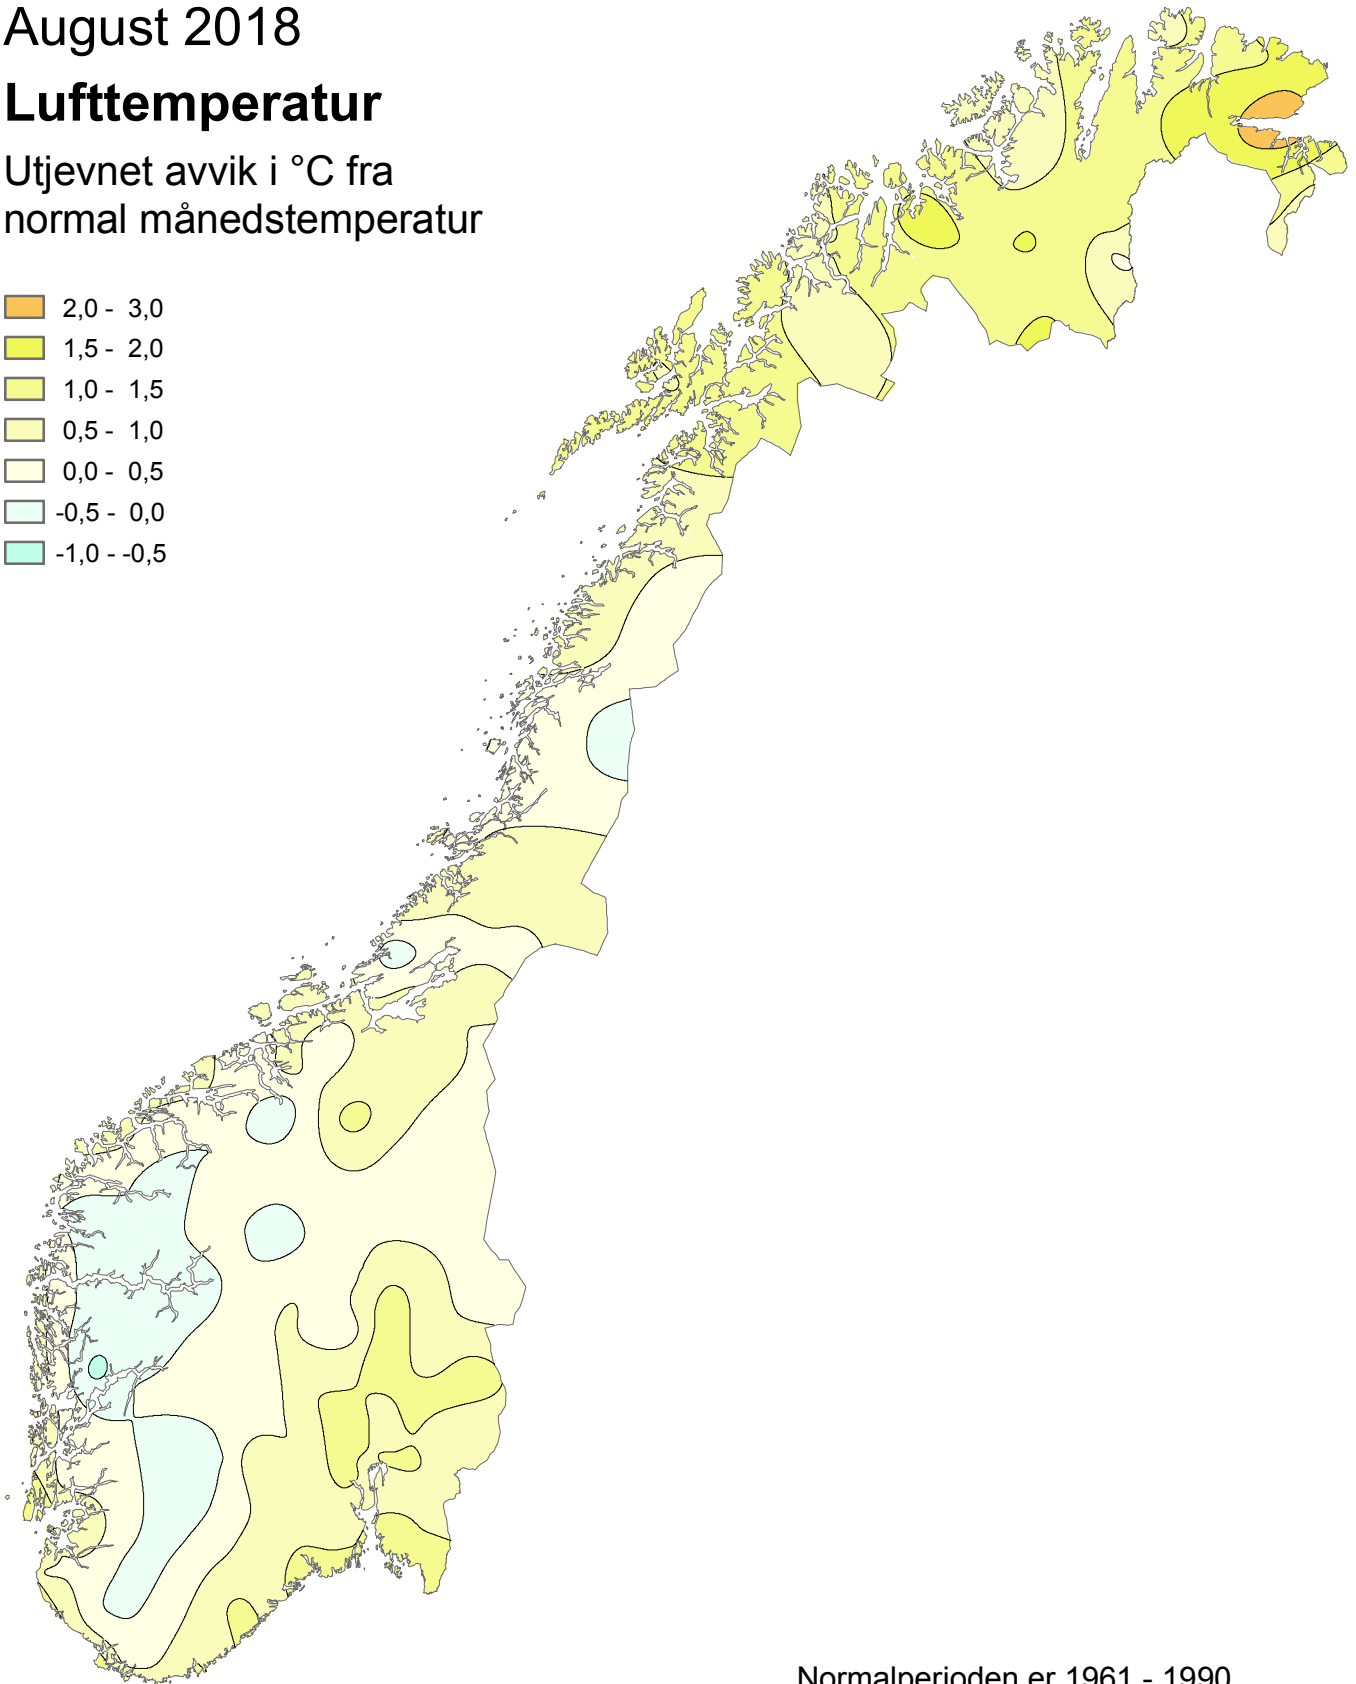 August 2018
Lufttemperatur
Utjevnet avvik i °C fra
normal månedstemperatur
2,0 - 3,0
1,5 - 2,0
1,0 - 1,5
0,5 - 1,0
0,0 - 0,5
-0,5 - 0,0
-1,0 - -0,5
Normalperioden er 1961 - 1990